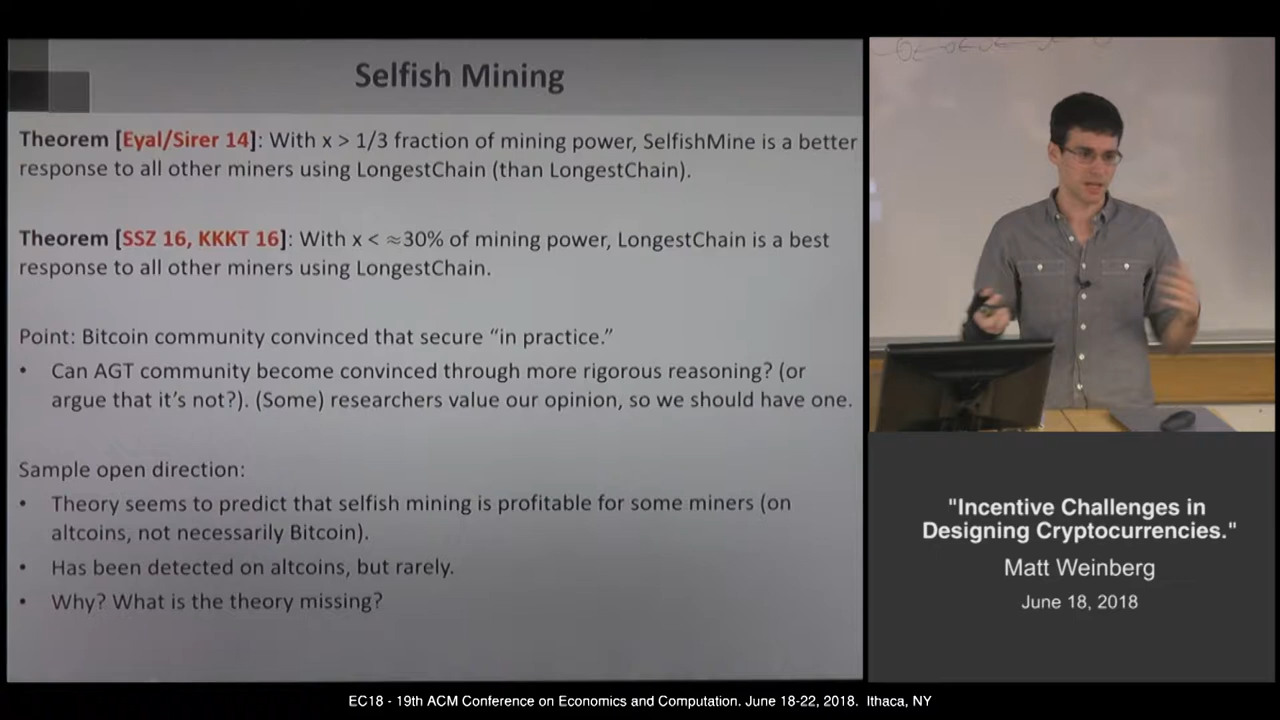 Selfish Mining
Theorem [Eyal/Sirer 14]: With x > 1/3 fraction of mining power, SelfishMine is a better
response to all other miners using LongestChain (than LongestChain).
Theorem [SSZ 16, KKKT 16]: With x < ≈30% of mining power, LongestChain is a best
response to all other miners using LongestChain.
Point: Bitcoin community convinced that secure “in practice.”
• Can AGT community become convinced through more rigorous reasoning? (or
argue that it’s not?). (Some) researchers value our opinion, so we should have one.
Sample open direction:
• Theory seems to predict that selfish mining is profitable for some miners (on
altcoins, not necessarily Bitcoin).
• Has been detected on altcoins, but rarely.
• Why? What is the theory missing?
"Incentive Challenges in
Designing Cryptocurrencies."
Matt Weinberg
June 18, 2018
EC18 - 19th ACM Conference on Economics and Computation. June 18-22, 2018. Ithaca, NY